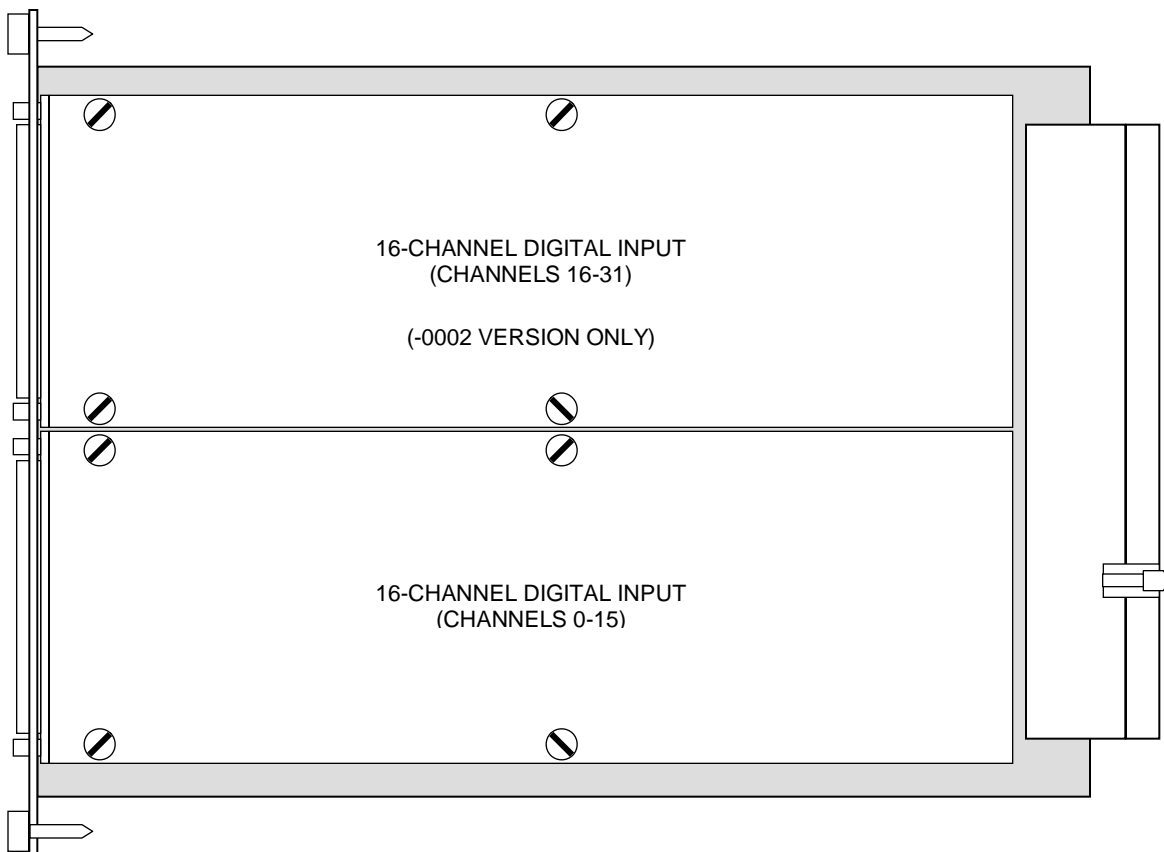 16-CHANNEL DIGITAL INPUT
(CHANNELS 16-31)
(-0002 VERSION ONLY)
16-CHANNEL DIGITAL INPUT
(CHANNELS 0-15)